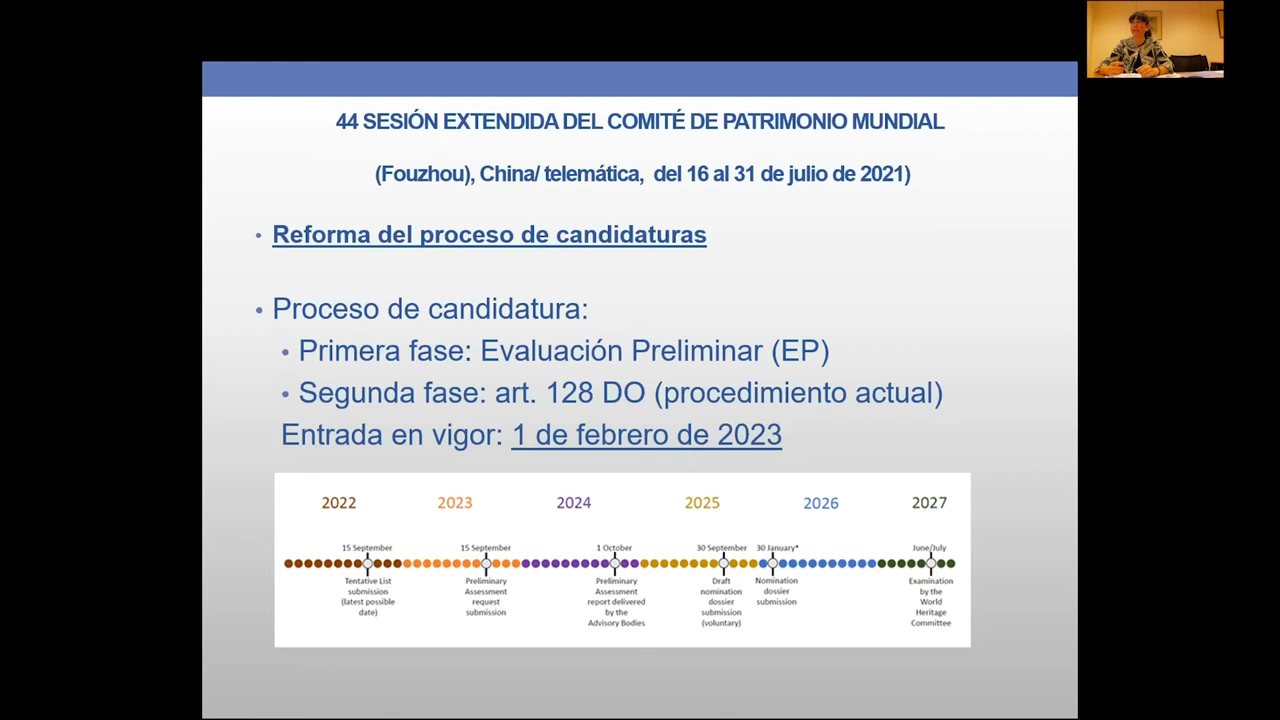 44 SESIÓN EXTENDIDA DEL COMITÉ DE PATRIMONIO MUNDIAL
(Fouzhou), China/ telemática, del 16 al 31 de julio de 2021)
• Reforma del proceso de candidaturas
• Proceso de candidatura:
• Primera fase: Evaluación Preliminar (EP)
• Segunda fase: art. 128 DO (procedimiento actual)
Entrada en vigor: 1 de febrero de 2023
2022 2023 2024 2025 2026 2027
15 September
Tentative List
submission
(latest possible
date)
15 September
Preliminary
Assessment
request
submission
1 October
Preliminary
Assessment
report delivered
by the
Advisory Bodies
30 September
Draft
nomination
dossier
submission
(voluntary)
30 January*
Nomination
dossier
submission
June/July
Examination
by the
World
Heritage
Committee